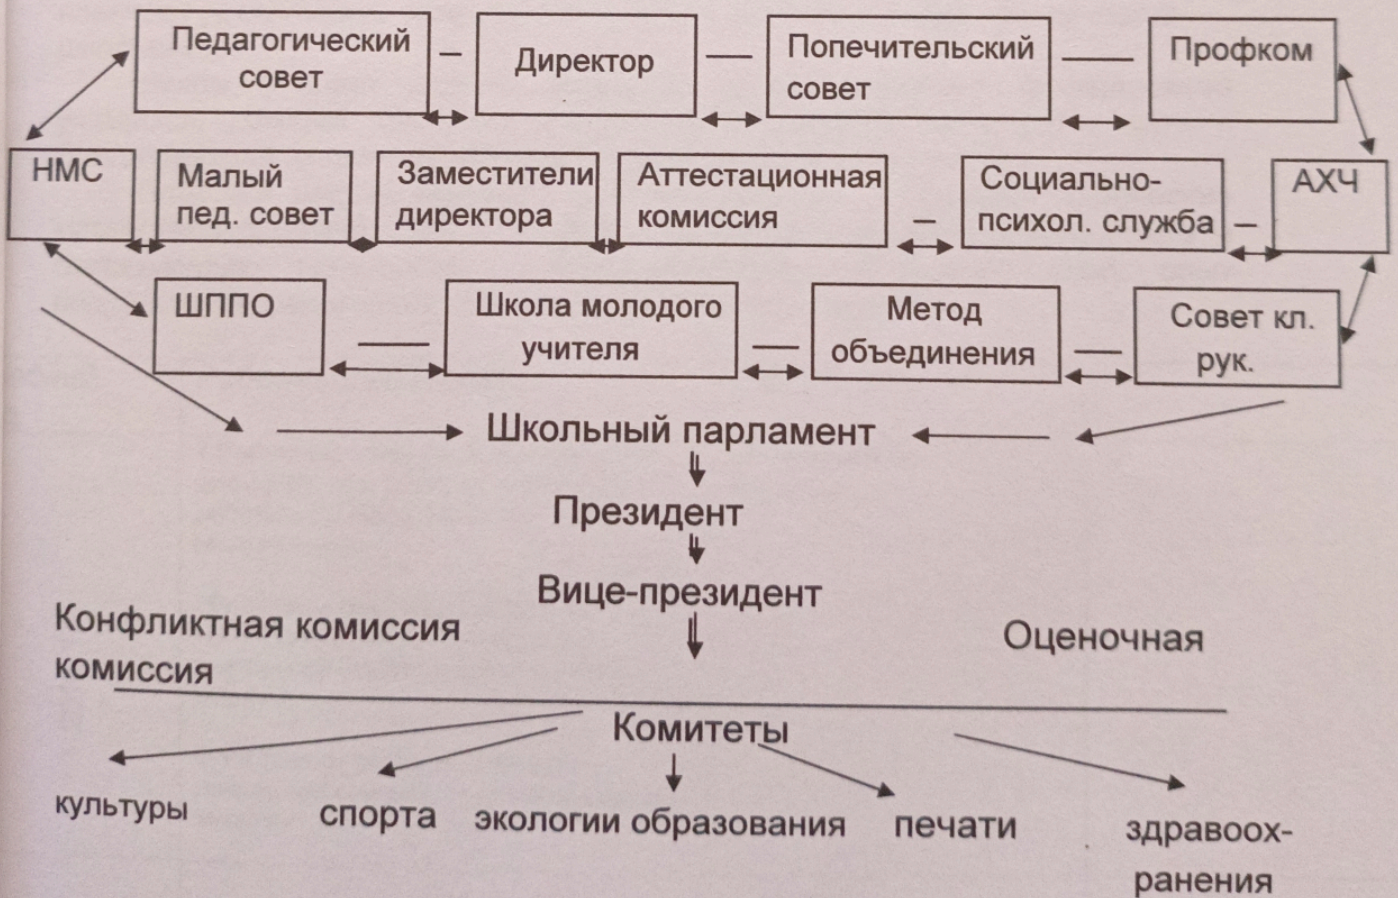 Педагогический
совет
Директор
Попечительский
совет
Профком
НМС
Малый
пед. совет
Заместители
директора
Аттестационная
комиссия
Социально-
психол. служба
АХЧ
ШППО
Школа молодого
учителя
Метод
объединения
Совет кл.
рук.
Школьный парламент
Президент
Вице-президент
Конфликтная комиссия
комиссия
Оценочная
Комитеты
культуры
спорта
экологии образования
печати
здравоох-
ранения